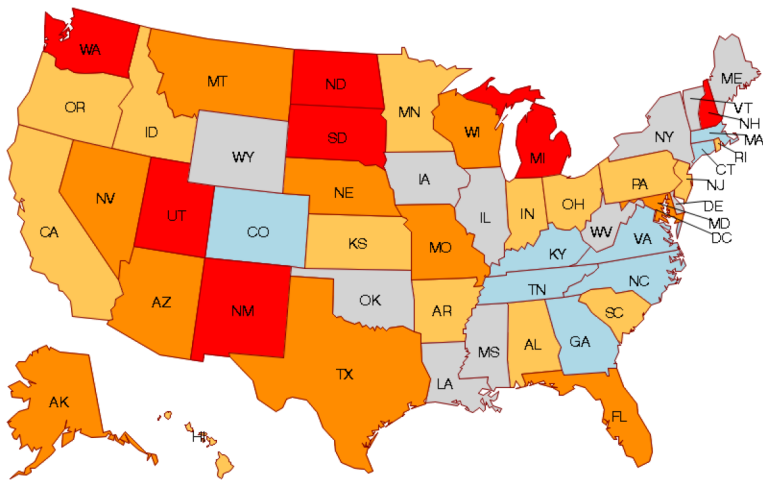 WA
MT
ND
MN
ME
OR
ID
SD
WI
MI
VT
NH
NY
MA
WY
RI
CT
IA
NE
PA
NJ
NV
UT
CO
IL
IN
OH
DE
MD
DC
WV
VA
CA
KS
MO
KY
NC
TN
AZ
NM
OK
AR
SC
MS
AL
GA
TX
LA
AK
HI
FL